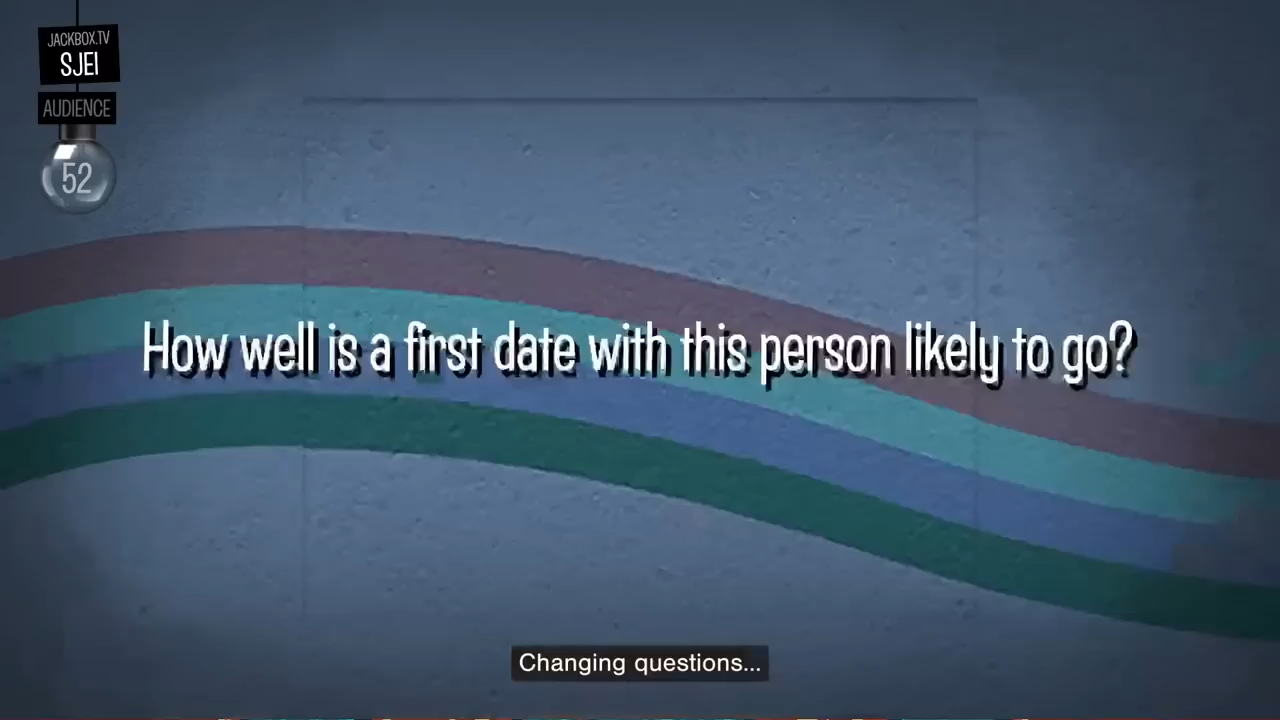 JACKBOX.TV
SJEI
AUDIENCE
52
How well is a first date with this person likely to go?
Changing questions...